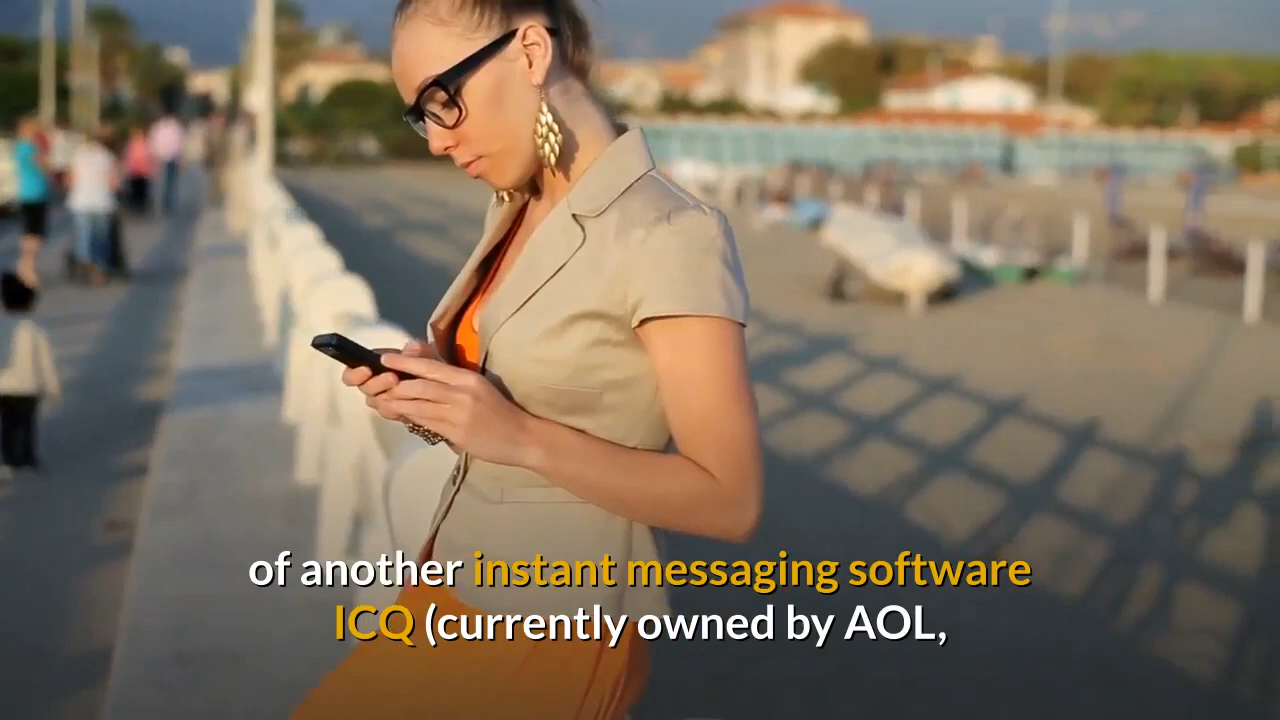 of another instant messaging software
ICQ (currently owned by AOL,